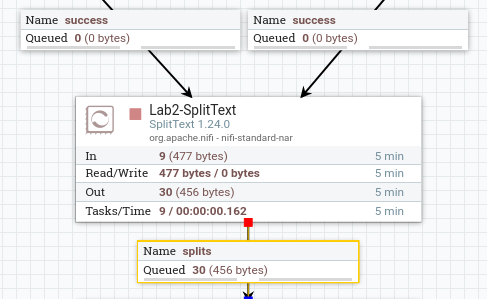 Name success
Queued 0 (0 bytes)
Name success
Queued 0 (0 bytes)
Lab2-SplitText
SplitText 1.24.0
org.apache.nifi - nifi-standard-nar
In 9 (477 bytes) 5 min
Read/Write 477 bytes / 0 bytes 5 min
Out 30 (456 bytes) 5 min
Tasks/Time 9 / 00:00:00.162 5 min
Name splits
Queued 30 (456 bytes)